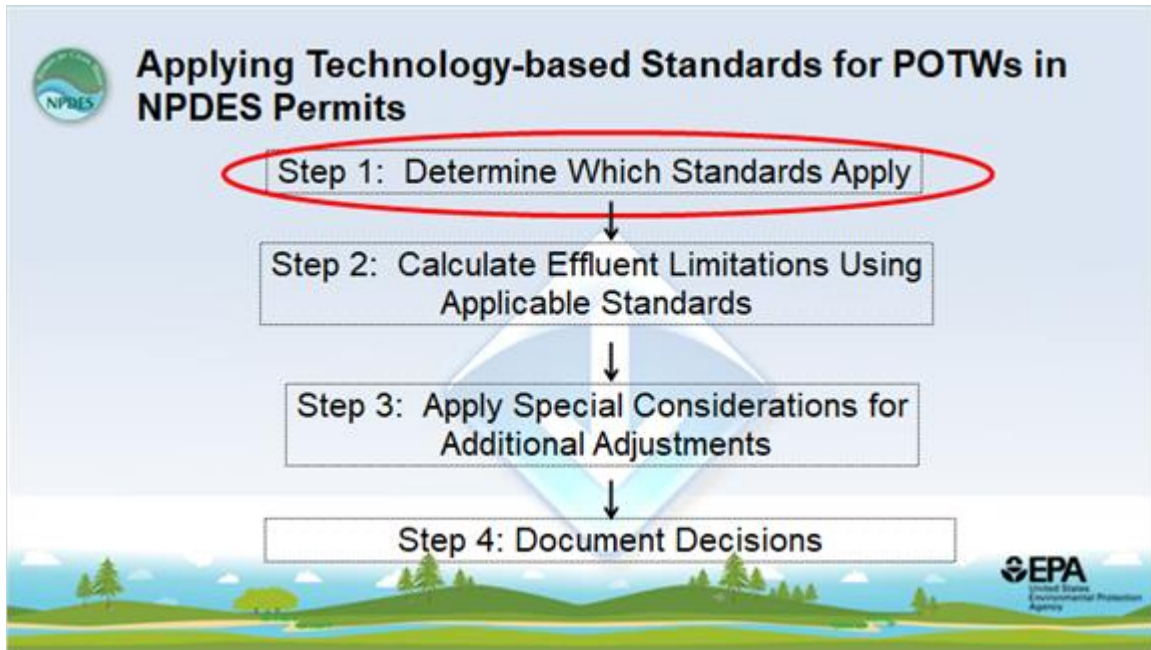 Applying Technology-based Standards for POTWs in
NPDES Permits
NPDES
Step 1: Determine Which Standards Apply
Step 2: Calculate Effluent Limitations Using
Applicable Standards
Step 3: Apply Special Considerations for
Additional Adjustments
Step 4: Document Decisions
EPA
United States
Environmental Protection
Agency